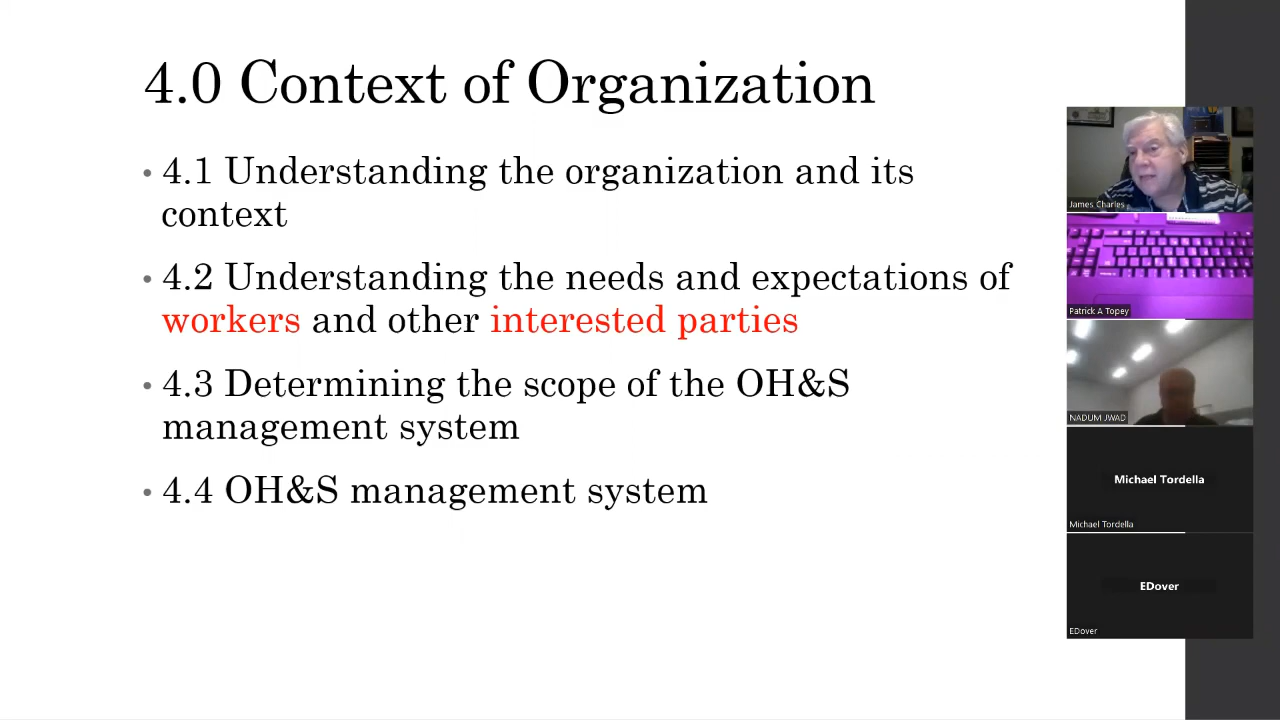 4.0 Context of Organization
• 4.1 Understanding the organization and its
context
• 4.2 Understanding the needs and expectations of
workers and other interested parties
• 4.3 Determining the scope of the OH&S
management system
• 4.4 OH&S management system
James Charles
Patrick A Topey
NADUM JWAD
Michael Tordella
Michael Tordella
EDover
EDover